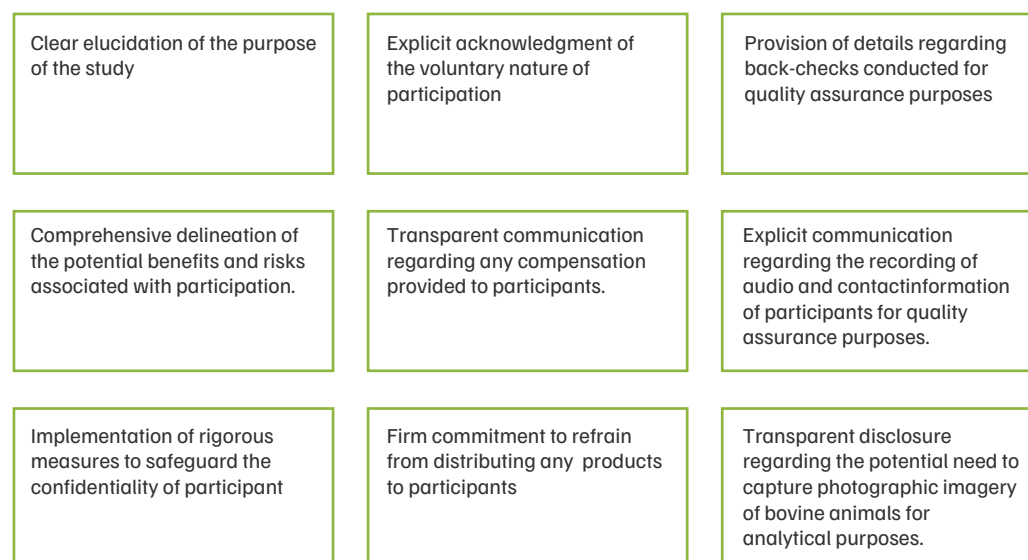 Clear elucidation of the purpose
of the study
Explicit acknowledgment of
the voluntary nature of
participation
Provision of details regarding
back-checks conducted for
quality assurance purposes
Comprehensive delineation of
the potential benefits and risks
associated with participation.
Transparent communication
regarding any compensation
provided to participants.
Explicit communication
regarding the recording of
audio and contactinformation
of participants for quality
assurance purposes.
Implementation of rigorous
measures to safeguard the
confidentiality of participant
Firm commitment to refrain
from distributing any products
to participants
Transparent disclosure
regarding the potential need to
capture photographic imagery
of bovine animals for
analytical purposes.